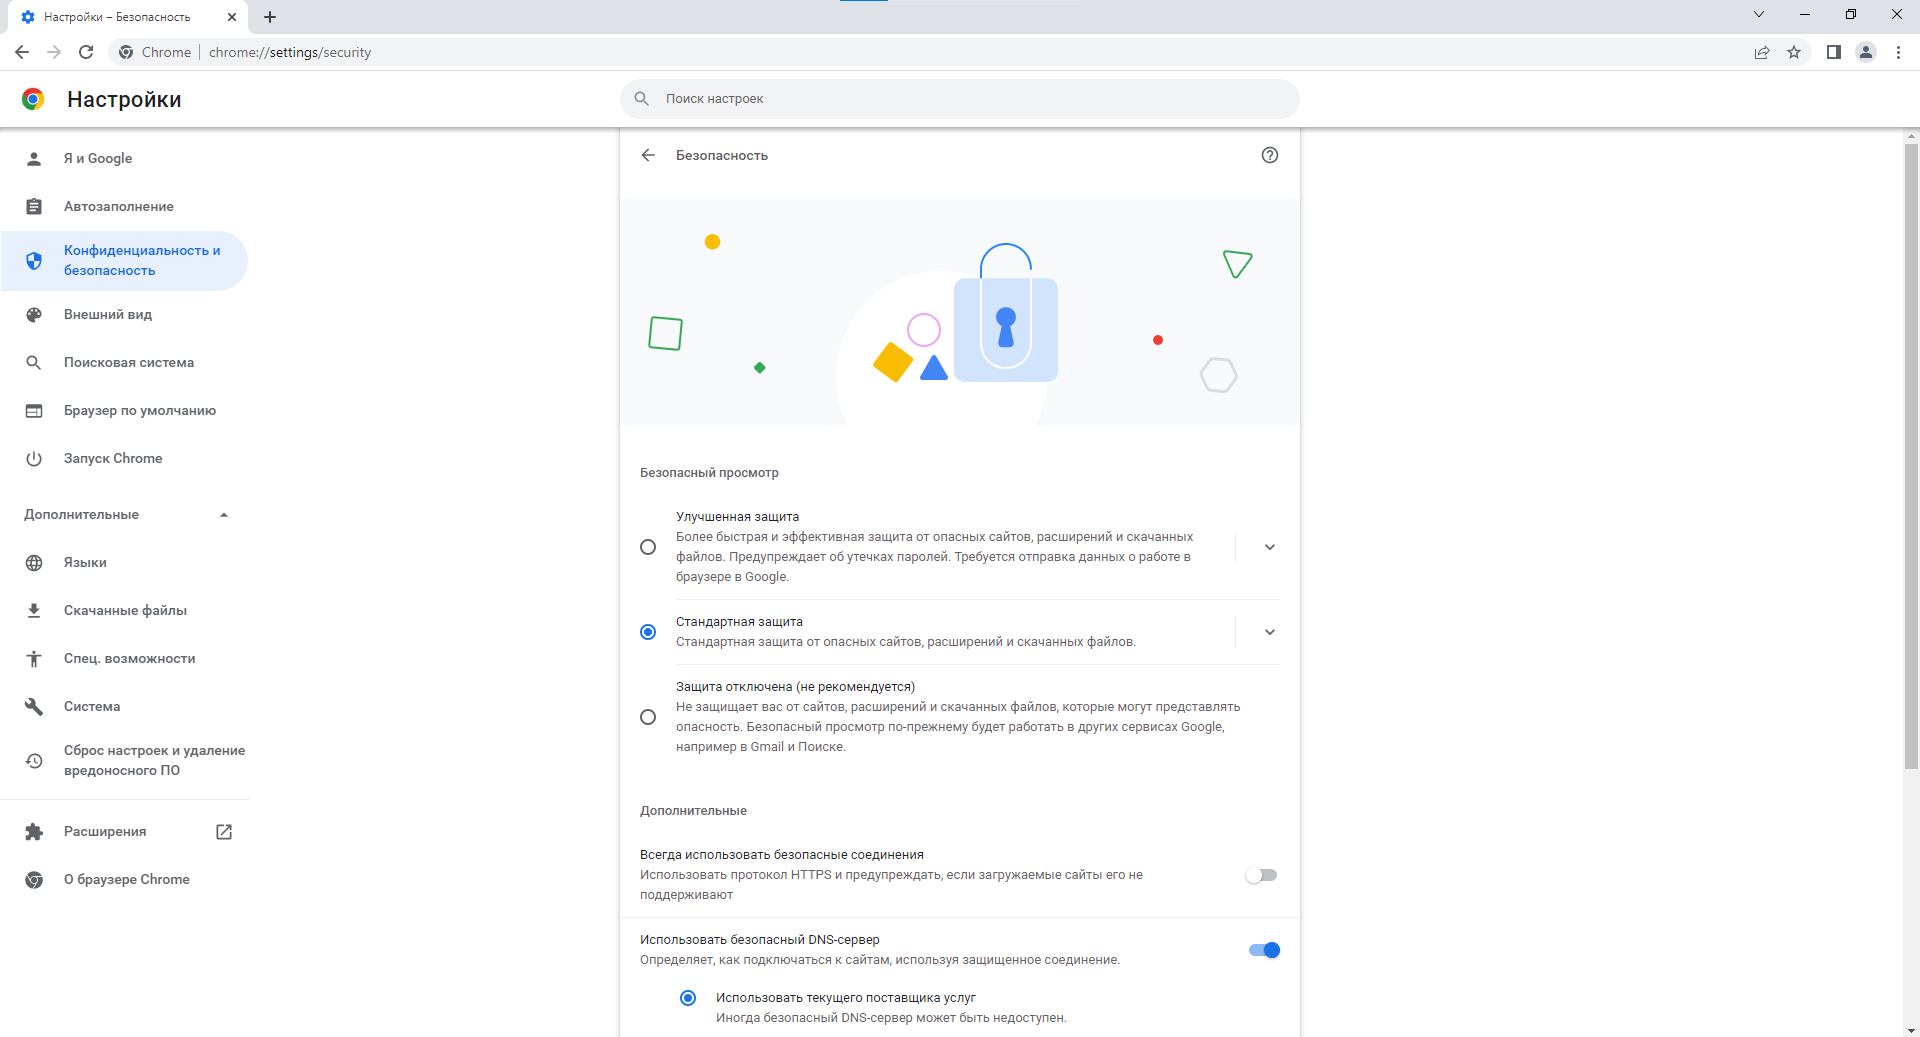 Настройки – Безопасность
Chrome
chrome://settings/security
Настройки
Поиск настроек
Я и Google
Автозаполнение
Конфиденциальность и
безопасность
Внешний вид
Поисковая система
Браузер по умолчанию
Запуск Chrome
Дополнительные
Языки
Скачанные файлы
Спец. возможности
Система
Сброс настроек и удаление
вредоносного ПО
Расширения
О браузере Chrome
Безопасность
Безопасный просмотр
Улучшенная защита
Более быстрая и эффективная защита от опасных сайтов, расширений и скачанных
файлов. Предупреждает об утечках паролей. Требуется отправка данных о работе в
браузере в Google.
Стандартная защита
Стандартная защита от опасных сайтов, расширений и скачанных файлов.
Защита отключена (не рекомендуется)
Не защищает вас от сайтов, расширений и скачанных файлов, которые могут представлять
опасность. Безопасный просмотр по-прежнему будет работать в других сервисах Google,
например в Gmail и Поиске.
Дополнительные
Всегда использовать безопасные соединения
Использовать протокол HTTPS и предупреждать, если загружаемые сайты его не
поддерживают
Использовать безопасный DNS-сервер
Определяет, как подключаться к сайтам, используя защищенное соединение.
Использовать текущего поставщика услуг
Иногда безопасный DNS-сервер может быть недоступен.